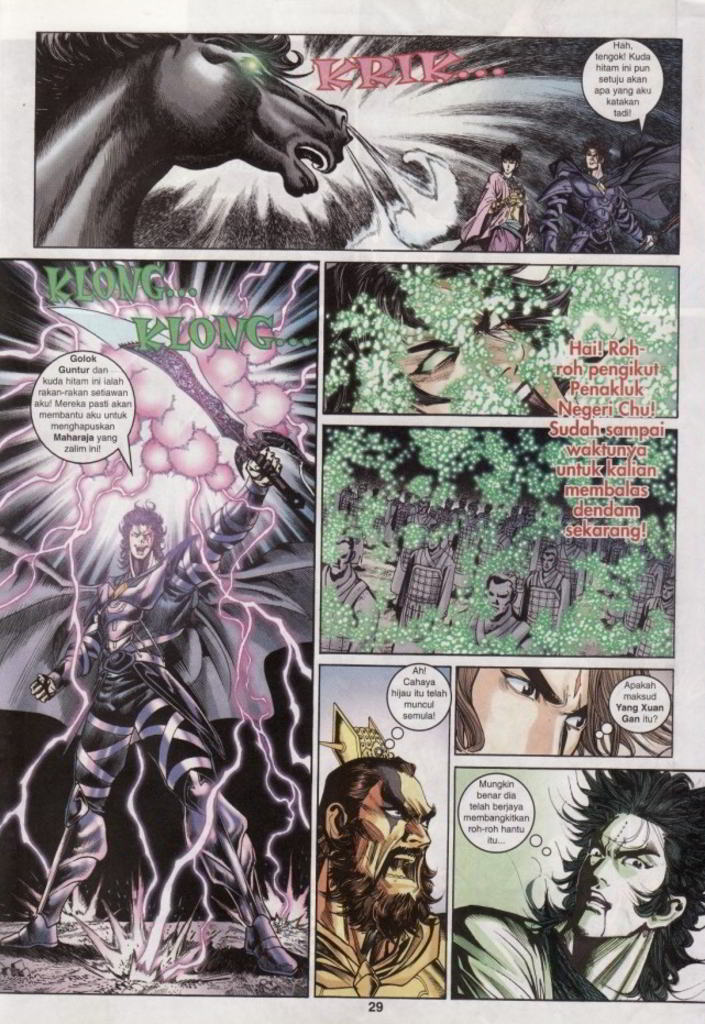 KRIK...
Hah,
tengok! Kuda
hitam ini pun
setuju akan
apa yang aku
katakan
tadi!
KLONG...
KLONG...
Golok
Guntur dan
kuda hitam ini ialah
rakan-rakan setiawan
aku! Mereka pasti akan
membantu aku untuk
menghapuskan
Maharaja yang
zalim ini!
Hai! Roh-
roh pengikut
Penakluk
Negeri Chu!
Sudah sampai
waktunya
untuk kalian
membalas
dendam
sekarang!
Ah!
Cahaya
hijau itu telah
muncul
semula!
Apakah
maksud
Yang Xuan
Gan itu?
Mungkin
benar dia
telah berjaya
membangkitkan
roh-roh hantu
itu...
29